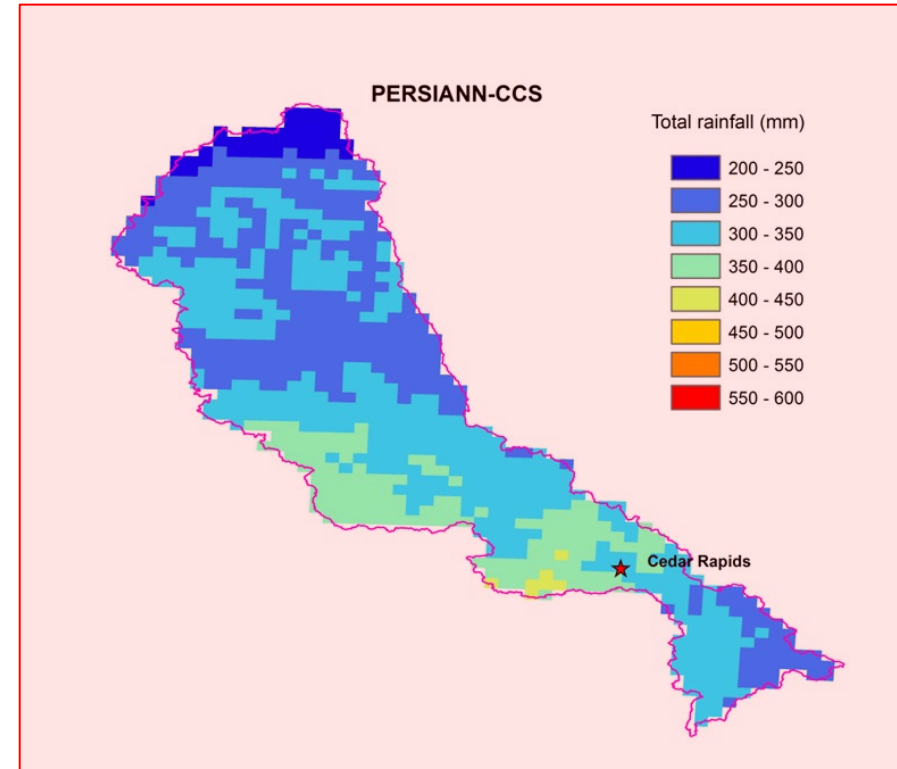 PERSIANN-CCS
Total rainfall (mm)
200 - 250
250 - 300
300 - 350
350 - 400
400 - 450
450 - 500
500 - 550
550 - 600
Cedar Rapids